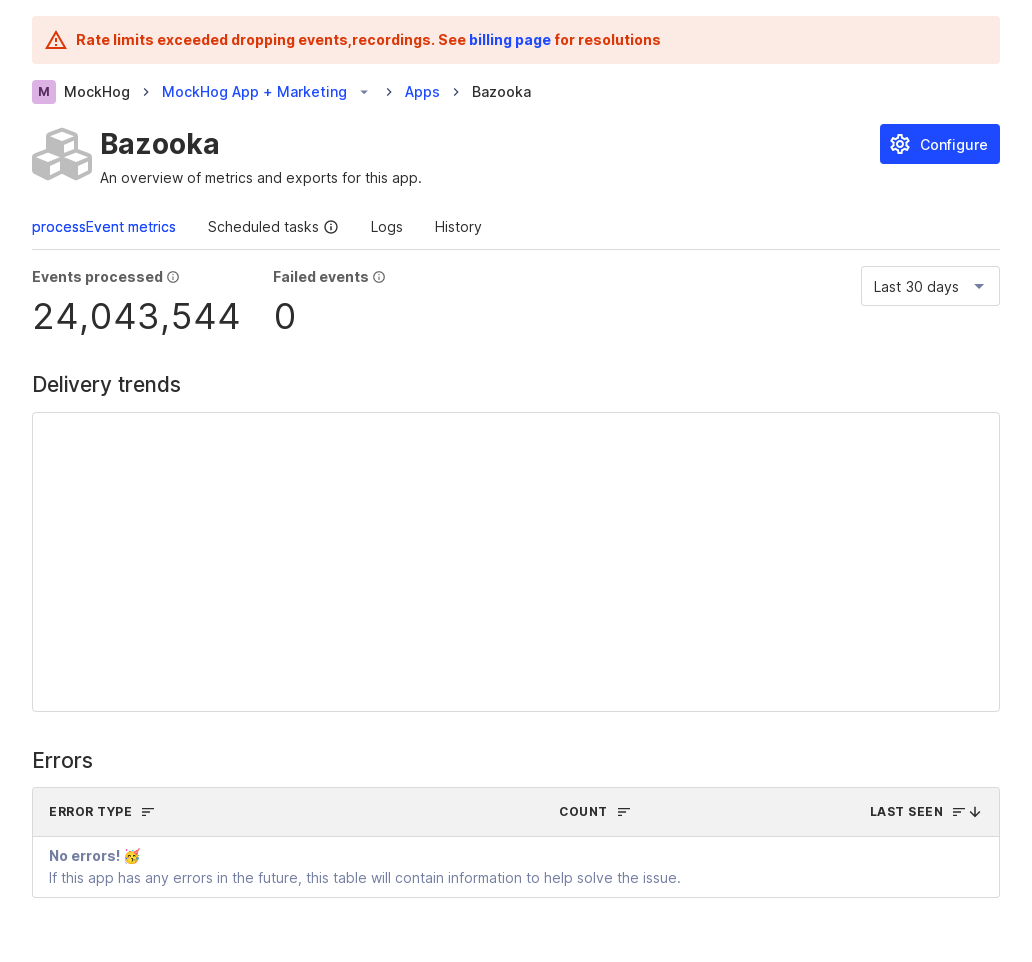 Rate limits exceeded dropping events,recordings. See billing page for resolutions
M MockHog MockHog App + Marketing Apps Bazooka
Bazooka
Configure
An overview of metrics and exports for this app.
processEvent metrics Scheduled tasks Logs History
Events processed Failed events
Last 30 days
24,043,544 0
Delivery trends
Errors
ERROR TYPE COUNT LAST SEEN
No errors! 🥳
If this app has any errors in the future, this table will contain information to help solve the issue.